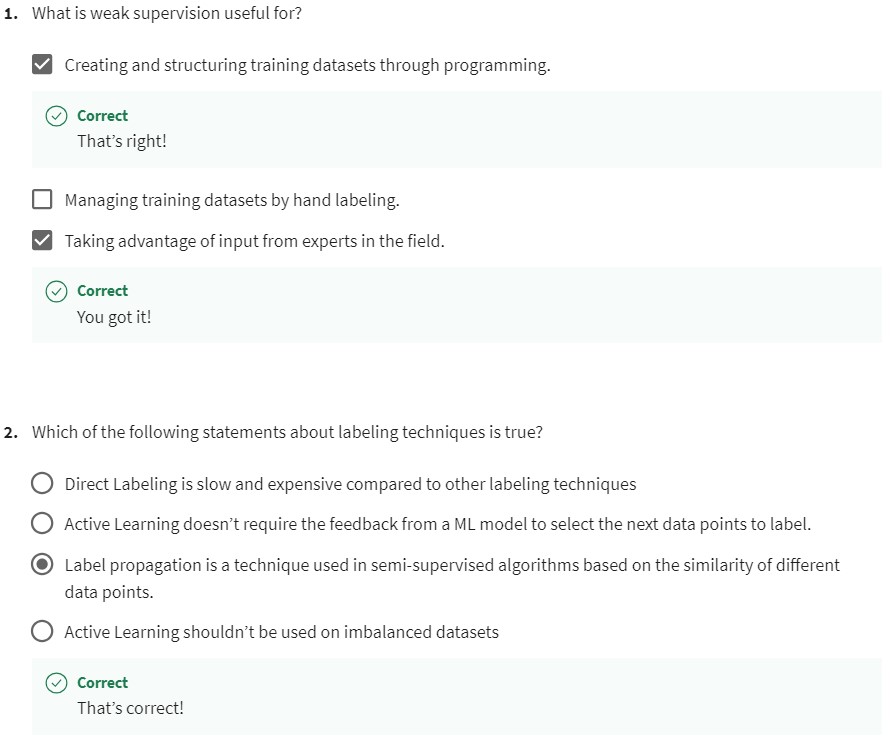 1. What is weak supervision useful for?
Creating and structuring training datasets through programming.
Correct
That's right!
Managing training datasets by hand labeling.
Taking advantage of input from experts in the field.
Correct
You got it!
2. Which of the following statements about labeling techniques is true?
Direct Labeling is slow and expensive compared to other labeling techniques
Active Learning doesn't require the feedback from a ML model to select the next data points to label.
Label propagation is a technique used in semi-supervised algorithms based on the similarity of different
data points.
Active Learning shouldn't be used on imbalanced datasets
Correct
That's correct!